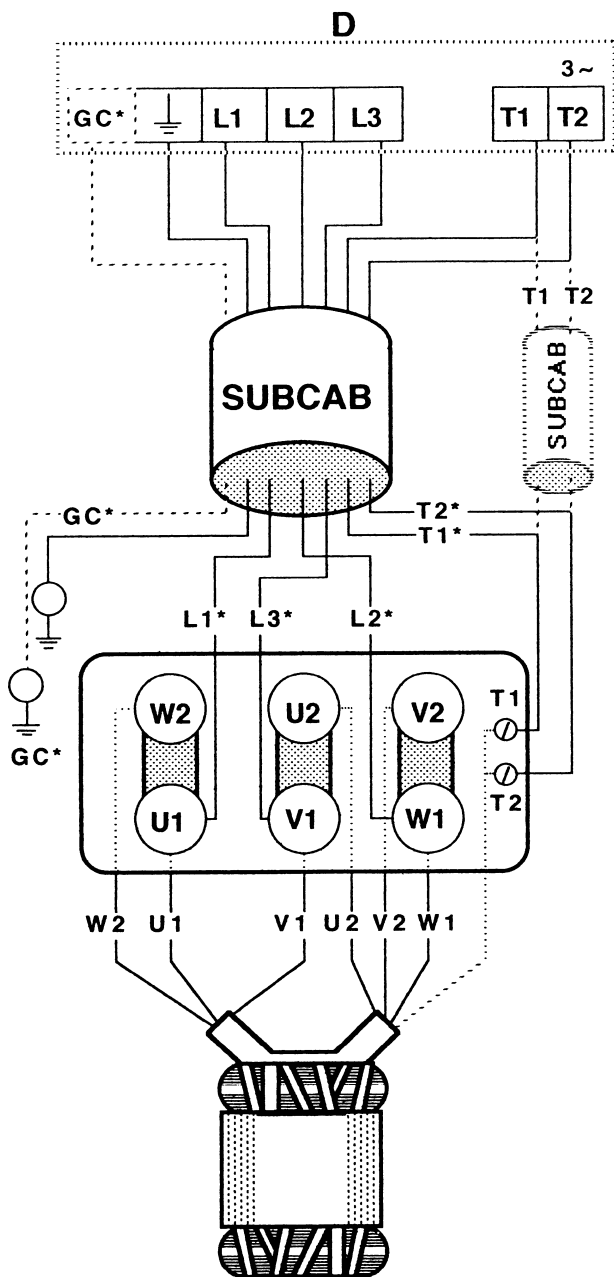 D
3~
GC* L1 L2 L3 T1 T2
T1 T2
SUBCAB
SUBCAB
GC*
T2*
T1*
L1* L3* L2*
W2 U2 V2 T1
GC*
U1 V1 W1 T2
W2 U1 V1 U2 V2 W1